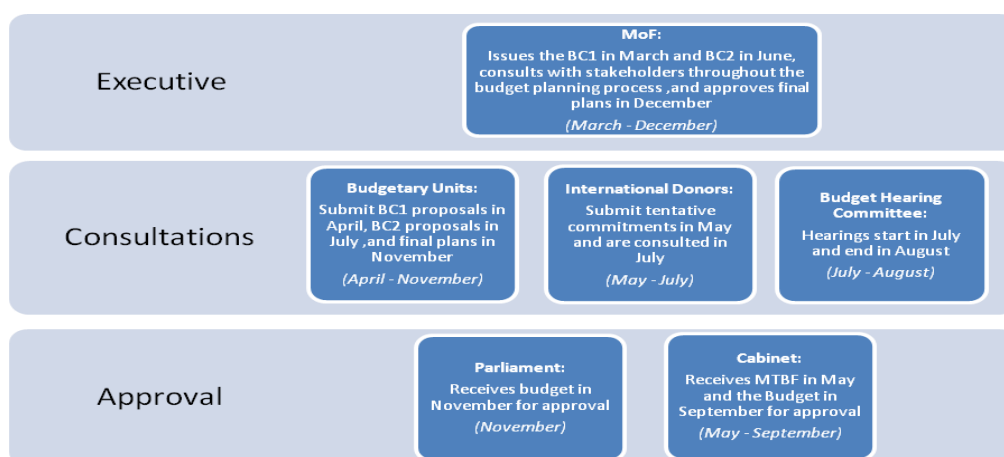 Executive
MoF:
Issues the BC1 in March and BC2 in June,
consults with stakeholders throughout the
budget planning process ,and approves final
plans in December
(March - December)
Consultations
Budgetary Units:
Submit BC1 proposals in
April, BC2 proposals in
July ,and final plans in
November
(April - November)
International Donors:
Submit tentative
commitments in May
and are consulted in
July
(May - July)
Budget Hearing
Committee:
Hearings start in July
and end in August
(July - August)
Approval
Parliament:
Receives budget in
November for approval
(November)
Cabinet:
Receives MTBF in May
and the Budget in
September for approval
(May - September)